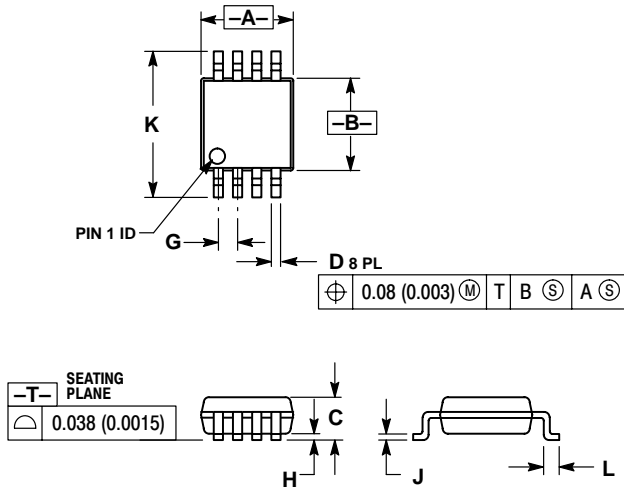 –A–
K
–B–
PIN 1 ID
G
D 8 PL
0.08 (0.003) Ⓜ T B Ⓢ A Ⓢ
–T– SEATING PLANE
0.038 (0.0015)
C
H
J
L